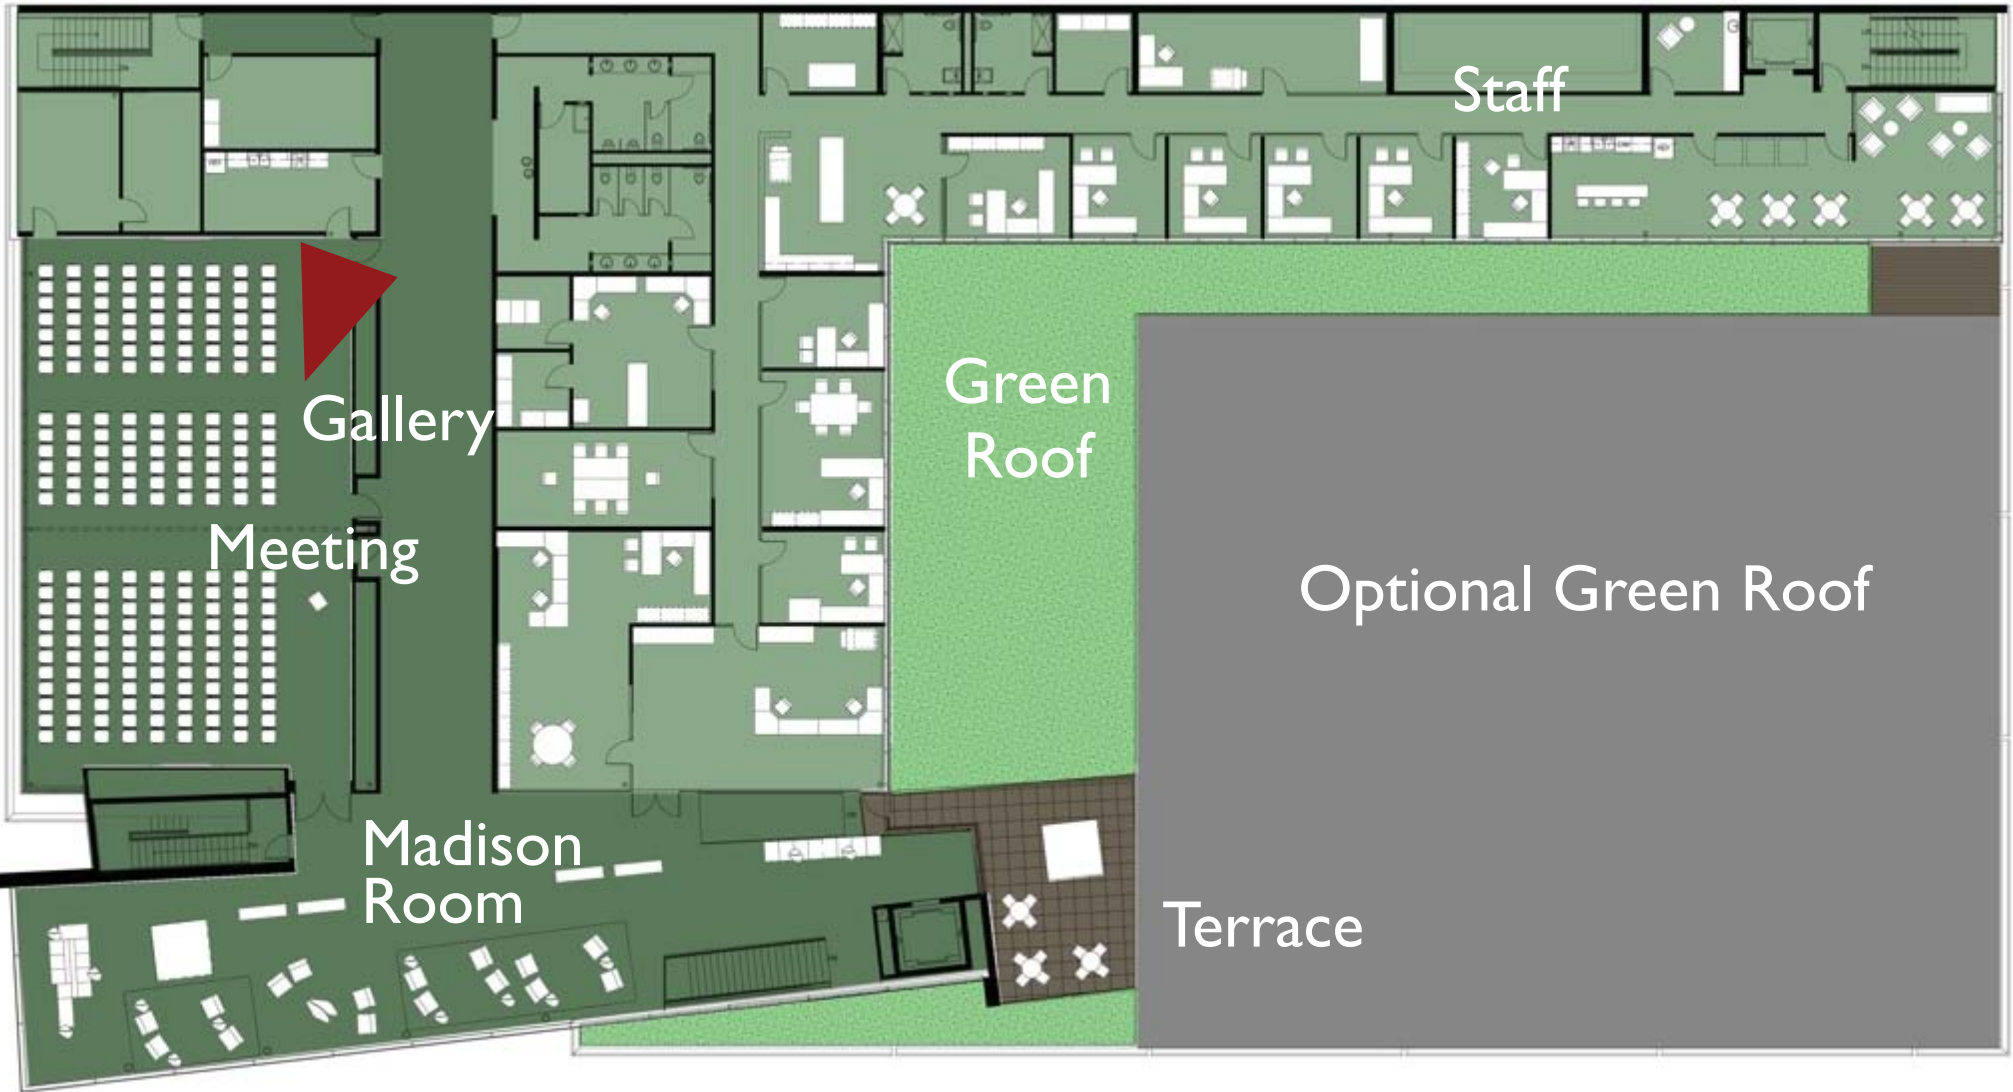 Staff
Green
Roof
Gallery
Meeting
Optional Green Roof
Madison
Room
Terrace